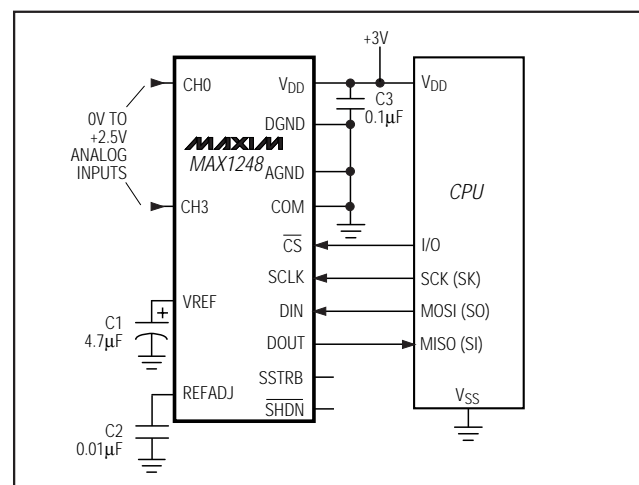 +3V
CH0
VDD
VDD
C3
0.1µF
0V TO
+2.5V
ANALOG
INPUTS
DGND
MAXIM
MAX1248
AGND
CPU
CH3
COM
CS
I/O
SCLK
SCK (SK)
VREF
DIN
MOSI (SO)
+
C1
4.7µF
DOUT
MISO (SI)
SSTRB
REFADJ
SHDN
VSS
C2
0.01µF